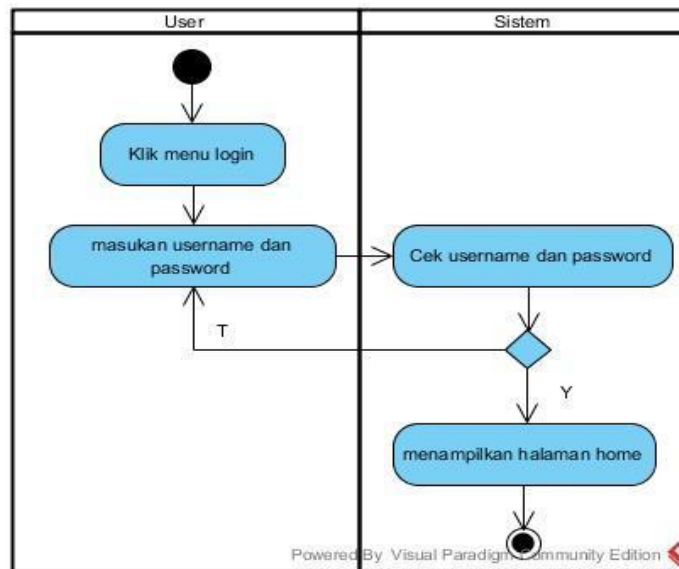 User
Sistem
Klik menu login
masukan username dan
password
Cek username dan password
T
Y
menampilkan halaman home
Powered By Visual Paradigm Community Edition